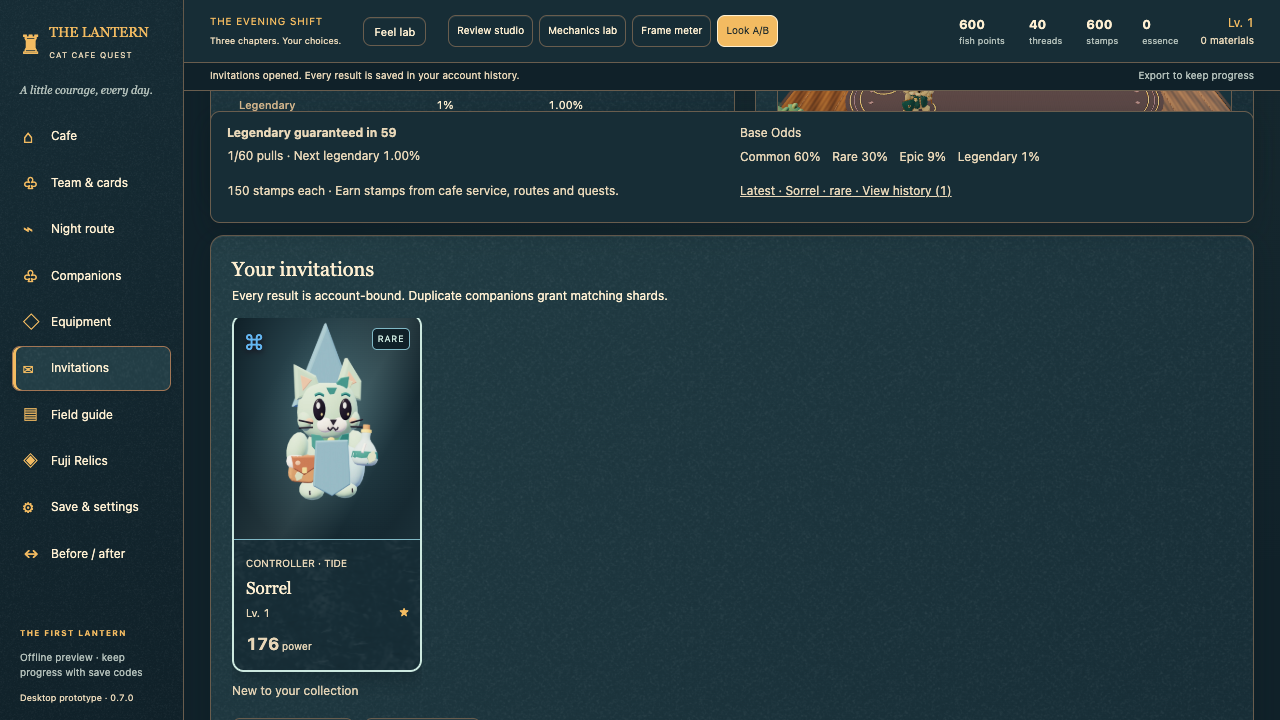 THE LANTERN
CAT CAFE QUEST
A little courage, every day.
Cafe
Team & cards
Night route
Companions
Equipment
Invitations
Field guide
Fuji Relics
Save & settings
Before / after
THE FIRST LANTERN
Offline preview · keep
progress with save codes
Desktop prototype · 0.7.0
THE EVENING SHIFT
Three chapters. Your choices.
Feel lab
Review studio
Mechanics lab
Frame meter
Look A/B
600
fish points
40
threads
600
stamps
0
essence
Lv. 1
0 materials
Invitations opened. Every result is saved in your account history.
Export to keep progress
Legendary 1% 1.00%
Legendary guaranteed in 59
1/60 pulls · Next legendary 1.00%
150 stamps each · Earn stamps from cafe service, routes and quests.
Base Odds
Common 60% Rare 30% Epic 9% Legendary 1%
Latest · Sorrel · rare · View history (1)
Your invitations
Every result is account-bound. Duplicate companions grant matching shards.
RARE
CONTROLLER · TIDE
Sorrel
Lv. 1
176 power
New to your collection